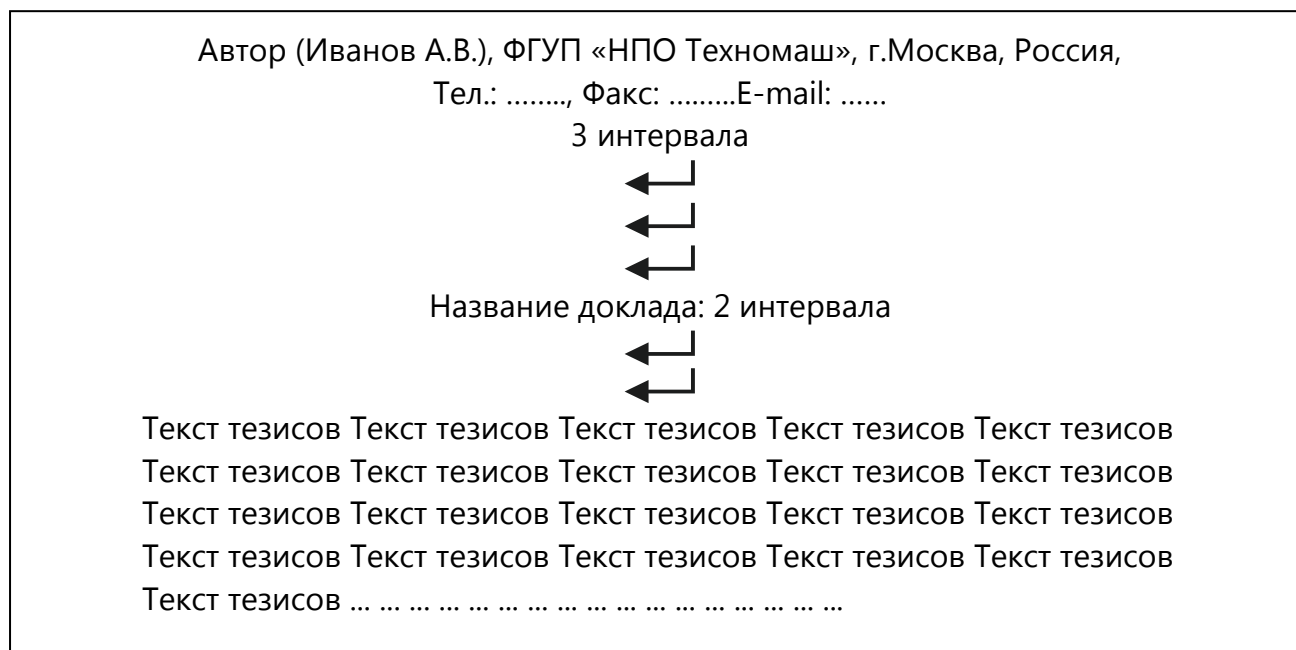 Автор (Иванов А.В.), ФГУП «НПО Техномаш», г.Москва, Россия,
Тел.: …….., Факс: ………E-mail: ……
3 интервала
Название доклада: 2 интервала
Текст тезисов Текст тезисов Текст тезисов Текст тезисов Текст тезисов
Текст тезисов Текст тезисов Текст тезисов Текст тезисов Текст тезисов
Текст тезисов Текст тезисов Текст тезисов Текст тезисов Текст тезисов
Текст тезисов Текст тезисов Текст тезисов Текст тезисов Текст тезисов
Текст тезисов ... ... ... ... ... ... ... ... ... ... ... ... ... ... ... ... ...